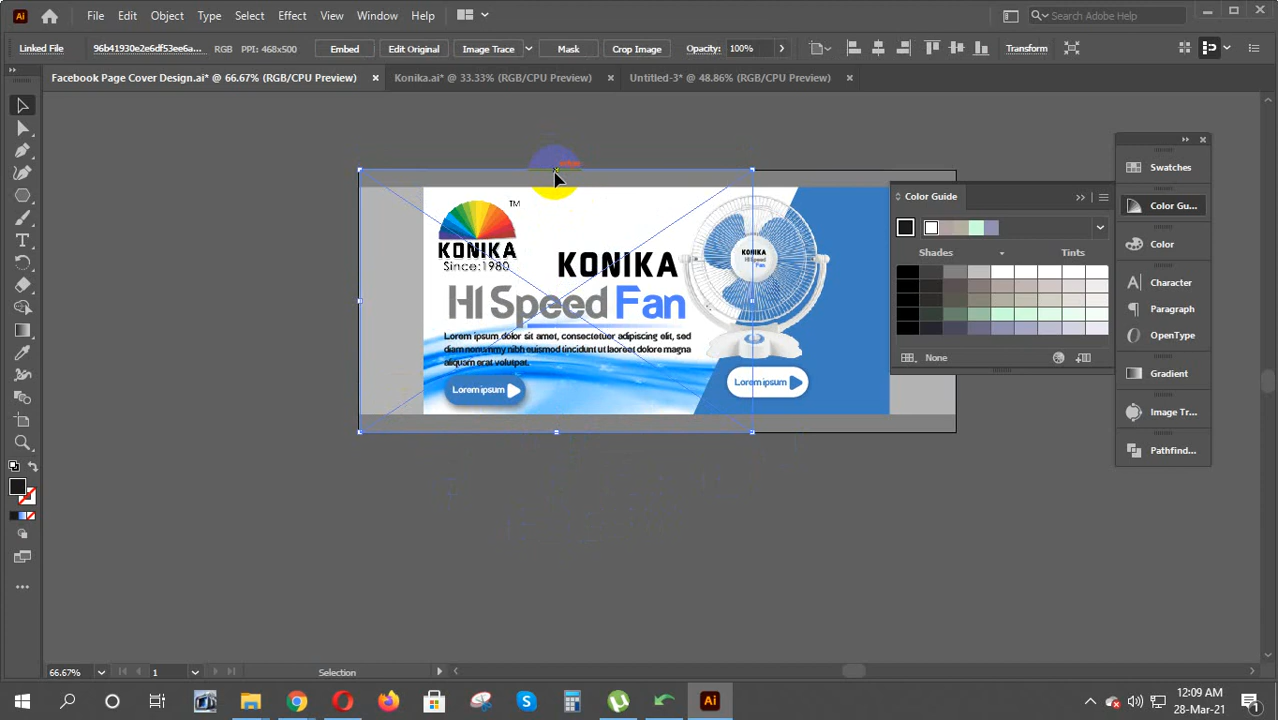 Ai File Edit Object Type Select Effect View Window Help Search Adobe Help
Linked File 96b41930e2e6df53ee6a... RGB PPI: 468x500 Embed Edit Original Image Trace Mask Crop Image Opacity: 100% Transform
Facebook Page Cover Design.ai* @ 66.67% (RGB/CPU Preview) × Konika.ai* @ 33.33% (RGB/CPU Preview) × Untitled-3* @ 48.86% (RGB/CPU Preview) ×
Swatches
Color Guide
Color Gu...
Shades Tints
Color
Character
Paragraph
OpenType
None
Gradient
Image Tr...
Pathfind...
TM
KONIKA
Since:1980
KONIKA
HI Speed Fan
Lorem ipsum dolor sit amet, consectetuer adipiscing elit, sed
diam nonummy nibh euismod tincidunt ut laoreet dolore magna
aliquam erat volutpat.
Lorem ipsum
KONIKA
HI Speed
Fan
Lorem ipsum
66.67% 1 Selection
12:09 AM
28-Mar-21